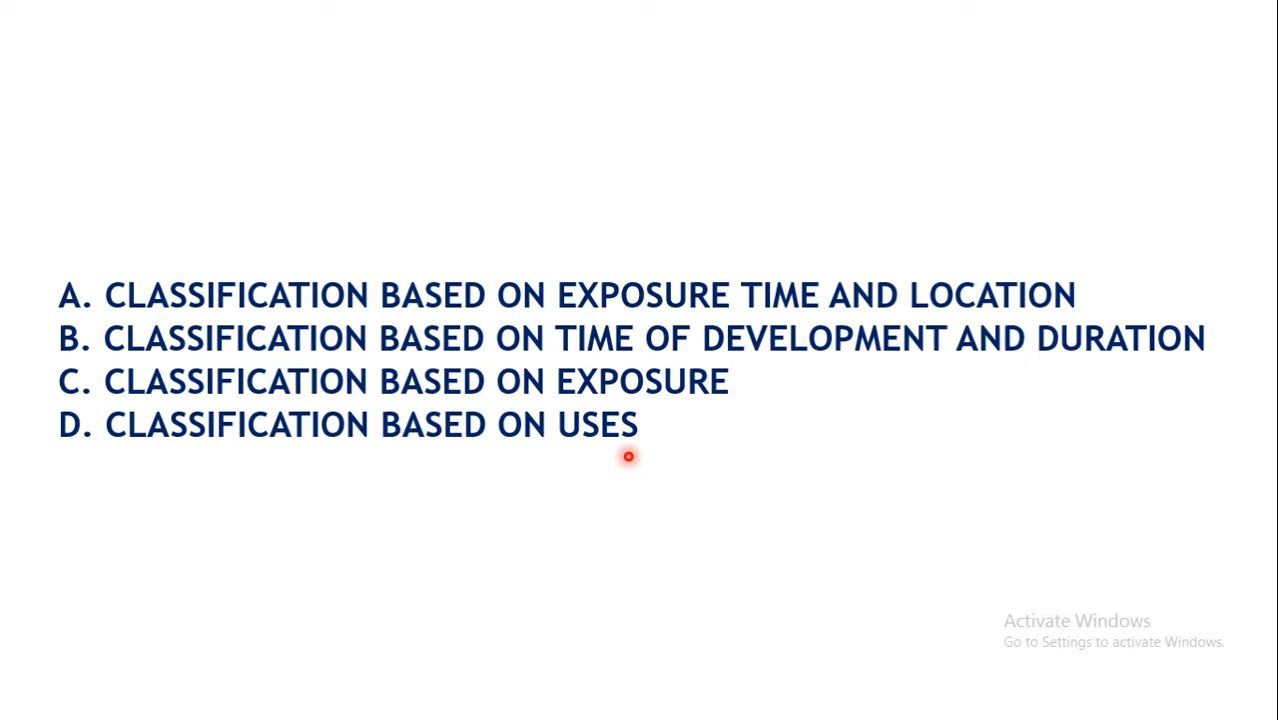 A. CLASSIFICATION BASED ON EXPOSURE TIME AND LOCATION
B. CLASSIFICATION BASED ON TIME OF DEVELOPMENT AND DURATION
C. CLASSIFICATION BASED ON EXPOSURE
D. CLASSIFICATION BASED ON USES
Activate Windows
Go to Settings to activate Windows.